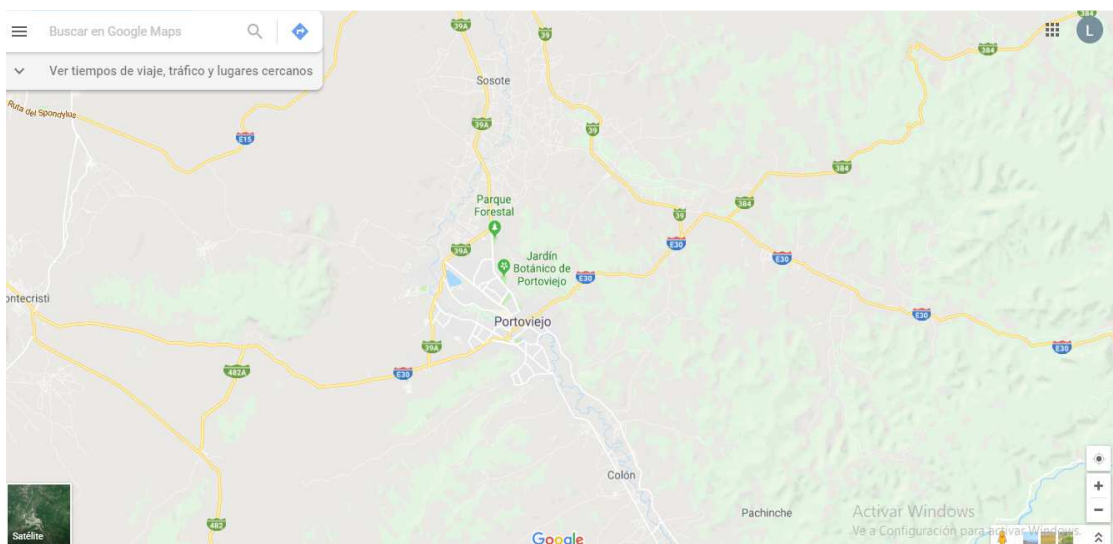 Buscar en Google Maps
L
Ver tiempos de viaje, tráfico y lugares cercanos
39A
39
384
384
Sosote
Ruta del Spondylus
E15
39A
39
384
384
Parque
Forestal
39
39A
E30
E30
Jardín
Botánico de
Portoviejo
E30
ntecristi
Portoviejo
E30
39A
E30
482A
E30
Colón
Satélite
482
Pachinche
Activar Windows
Ve a Configuración para activar Windows.
Google